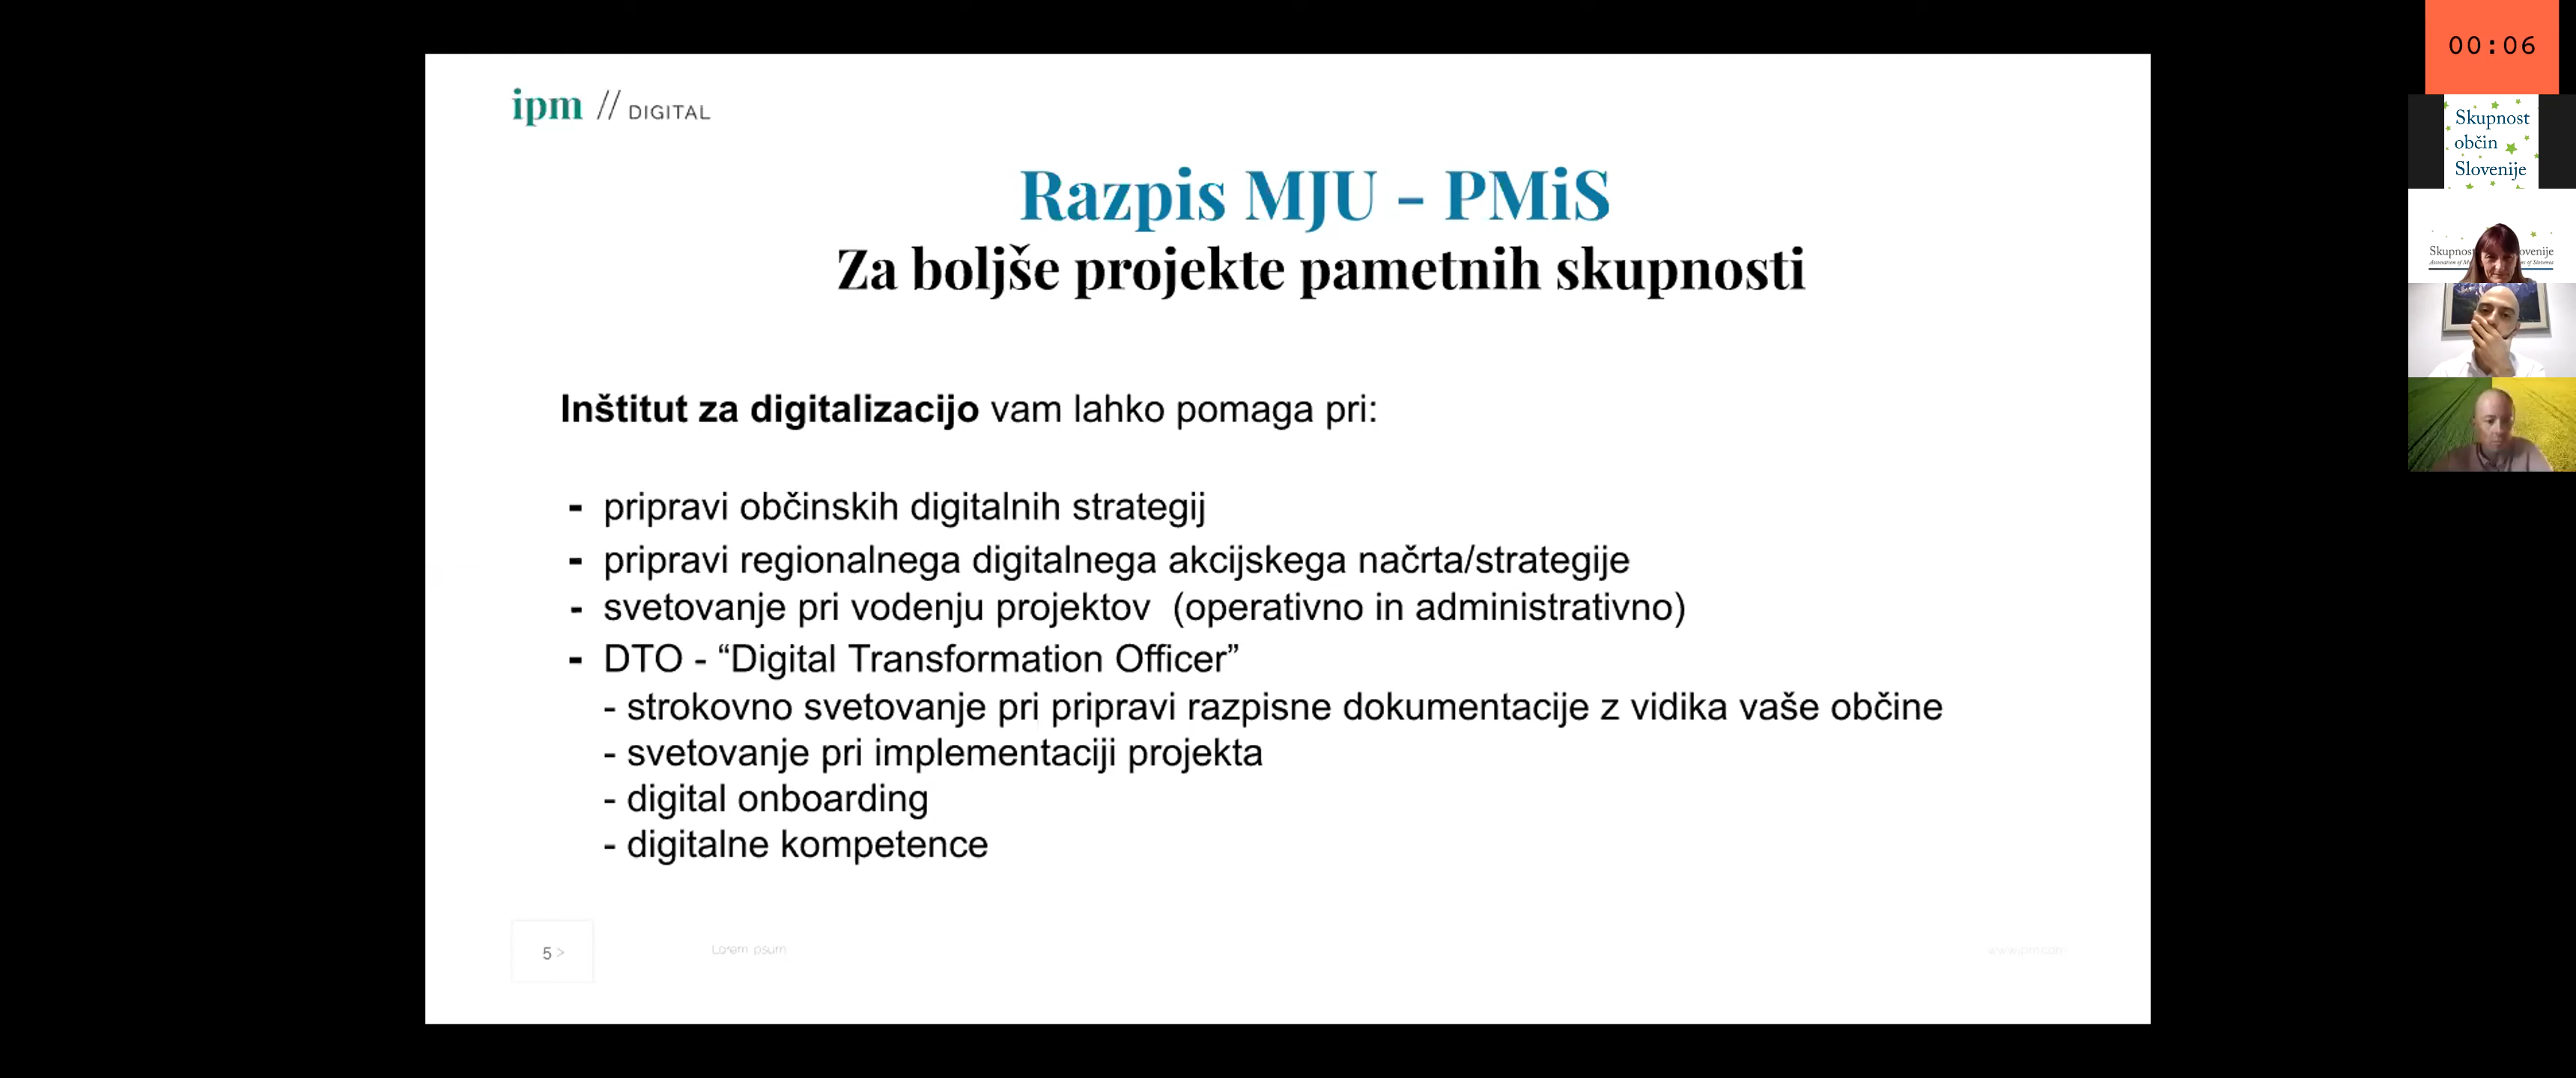 ipm // DIGITAL
Razpis MJU - PMiS
Za boljše projekte pametnih skupnosti
Inštitut za digitalizacijo vam lahko pomaga pri:
- pripravi občinskih digitalnih strategij
- pripravi regionalnega digitalnega akcijskega načrta/strategije
- svetovanje pri vodenju projektov (operativno in administrativno)
- DTO - “Digital Transformation Officer”
- strokovno svetovanje pri pripravi razpisne dokumentacije z vidika vaše občine
- svetovanje pri implementaciji projekta
- digital onboarding
- digitalne kompetence
5 >
Lorem ipsum
00:06
Skupnost
občin
Slovenije